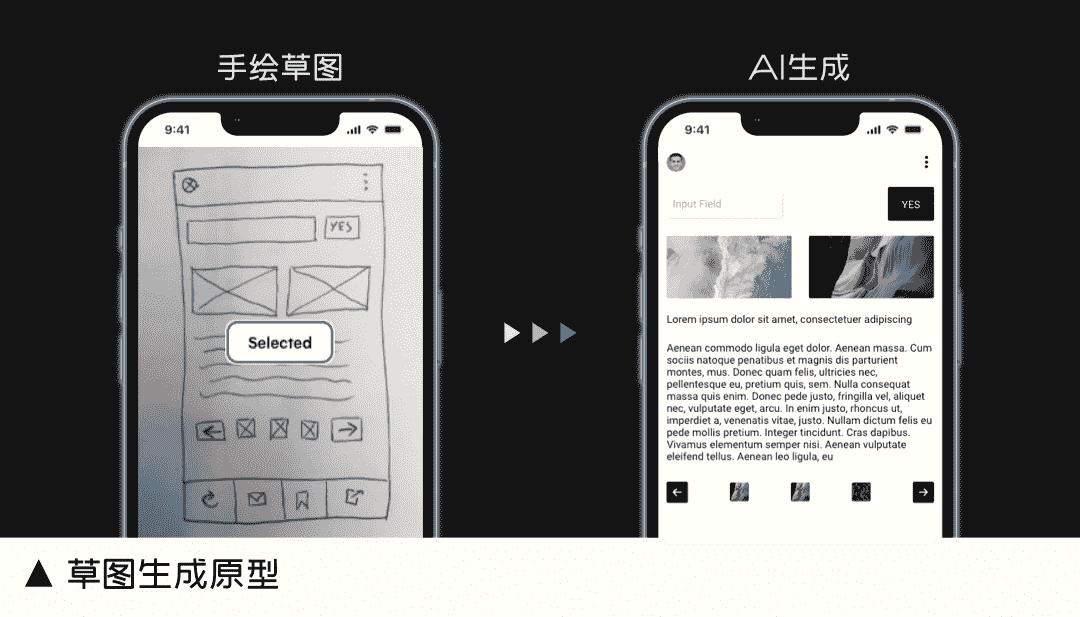 手绘草图
AI生成
9:41
YES
Selected
9:41
Input Field
YES
Lorem ipsum dolor sit amet, consectetuer adipiscing
Aenean commodo ligula eget dolor. Aenean massa. Cum
sociis natoque penatibus et magnis dis parturient
montes, mus. Donec quam felis, ultricies nec,
pellentesque eu, pretium quis, sem. Nulla consequat
massa quis enim. Donec pede justo, fringilla vel, aliquet
nec, vulputate eget, arcu. In enim justo, rhoncus ut,
imperdiet a, venenatis vitae, justo. Nullam dictum felis eu
pede mollis pretium. Integer tincidunt. Cras dapibus.
Vivamus elementum semper nisi. Aenean vulputate
eleifend tellus. Aenean leo ligula, eu
▲ 草图生成原型